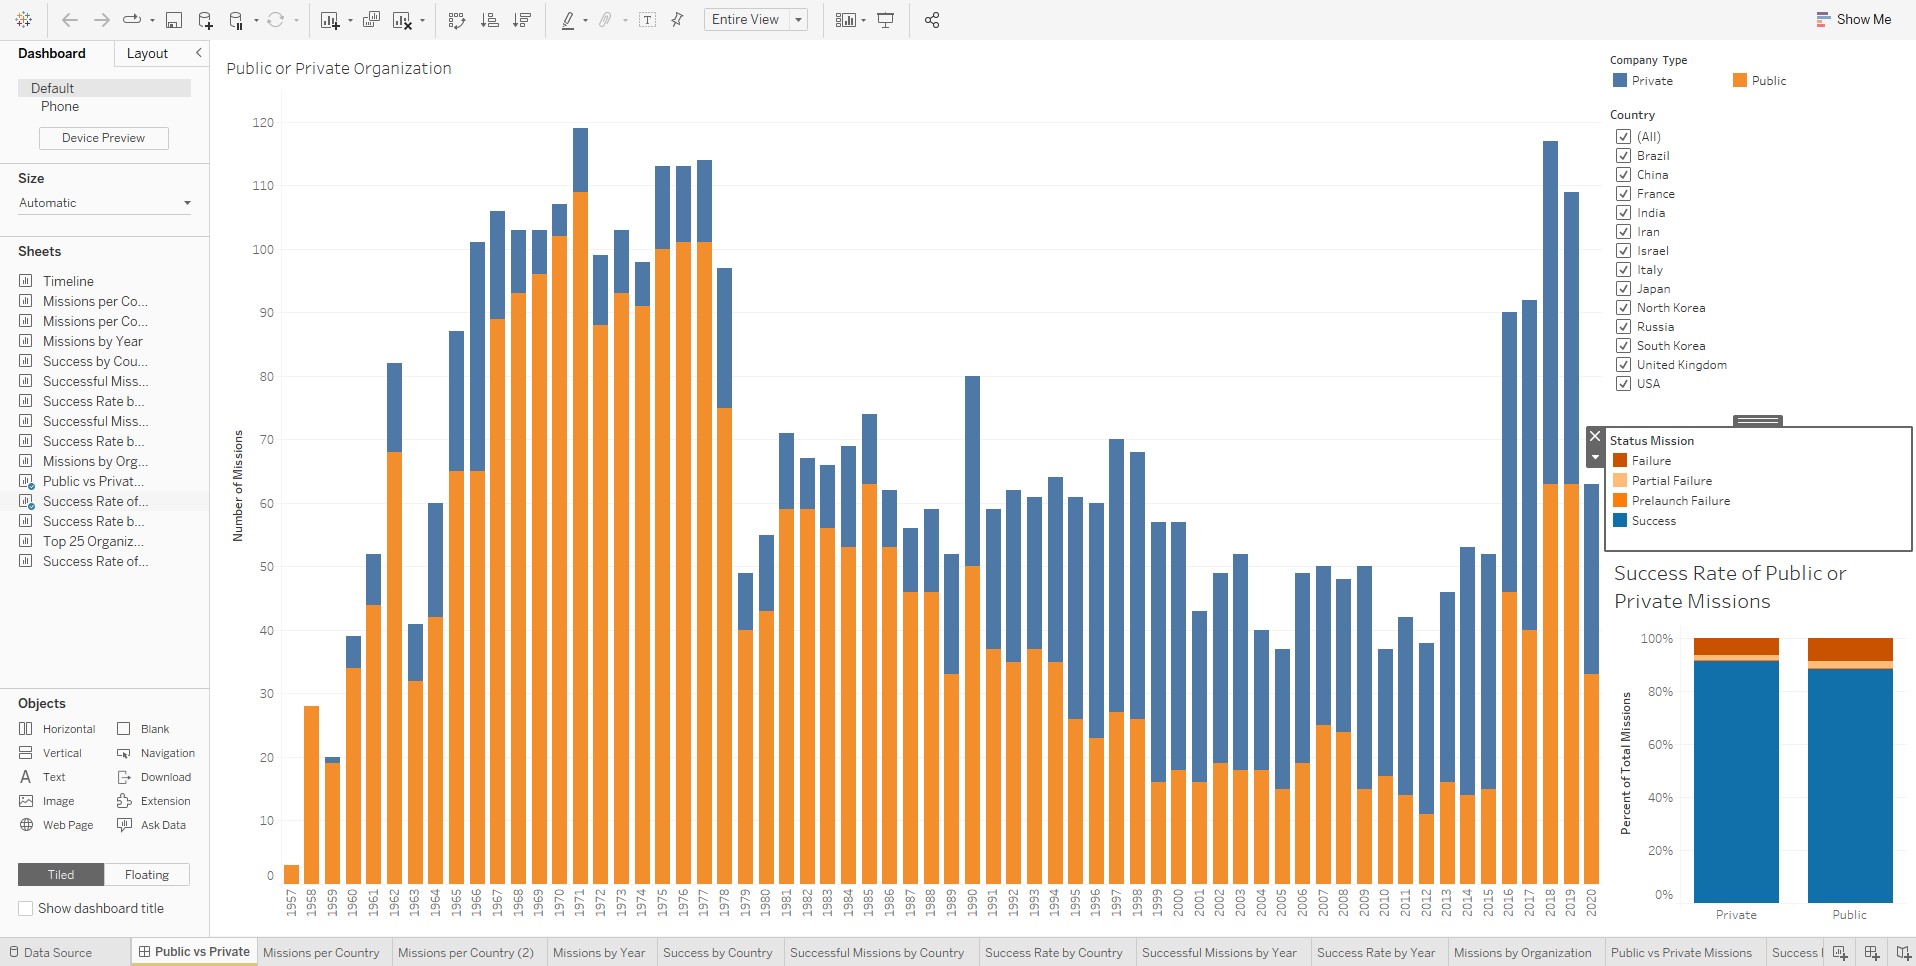 Entire View
Show Me
Dashboard
Layout
Default
Phone
Device Preview
Size
Automatic
Sheets
Timeline
Missions per Co...
Missions per Co...
Missions by Year
Success by Cou...
Successful Miss...
Success Rate b...
Successful Miss...
Success Rate b...
Missions by Org...
Public vs Privat...
Success Rate of...
Success Rate b...
Top 25 Organiz...
Success Rate of...
Objects
Horizontal
Blank
Vertical
Navigation
A Text
Download
Image
Extension
Web Page
Ask Data
Tiled
Floating
Show dashboard title
Public or Private Organization
Number of Missions
120
110
100
90
80
70
60
50
40
30
20
10
0
1957
1958
1959
1960
1961
1962
1963
1964
1965
1966
1967
1968
1969
1970
1971
1972
1973
1974
1975
1976
1977
1978
1979
1980
1981
1982
1983
1984
1985
1986
1987
1988
1989
1990
1991
1992
1993
1994
1995
1996
1997
1998
1999
2000
2001
2002
2003
2004
2005
2006
2007
2008
2009
2010
2011
2012
2013
2014
2015
2016
2017
2018
2019
2020
Company Type
Private
Public
Country
(All)
Brazil
China
France
India
Iran
Israel
Italy
Japan
North Korea
Russia
South Korea
United Kingdom
USA
Status Mission
Failure
Partial Failure
Prelaunch Failure
Success
Success Rate of Public or
Private Missions
Percent of Total Missions
100%
80%
60%
40%
20%
0%
Private
Public
Data Source
Public vs Private
Missions per Country
Missions per Country (2)
Missions by Year
Success by Country
Successful Missions by Country
Success Rate by Country
Successful Missions by Year
Success Rate by Year
Missions by Organization
Public vs Private Missions
Success